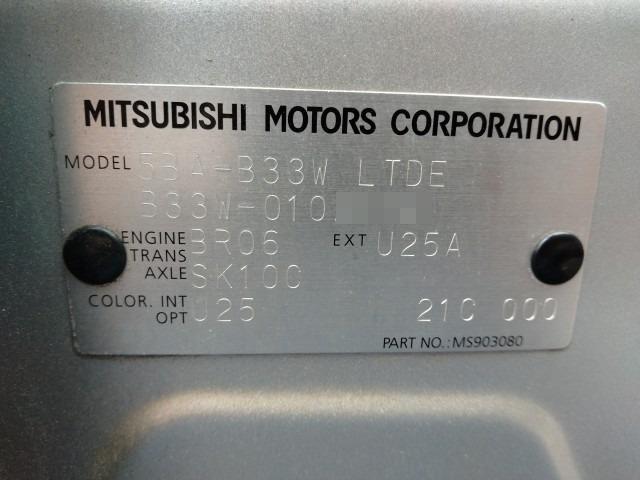 MITSUBISHI MOTORS CORPORATION
MODEL 5BA-B33W LTDE
B33W-010
ENGINE BR06 EXT U25A
TRANS
AXLE SK10C
COLOR. INT
OPT U25 21C 000
PART NO.: MS903080